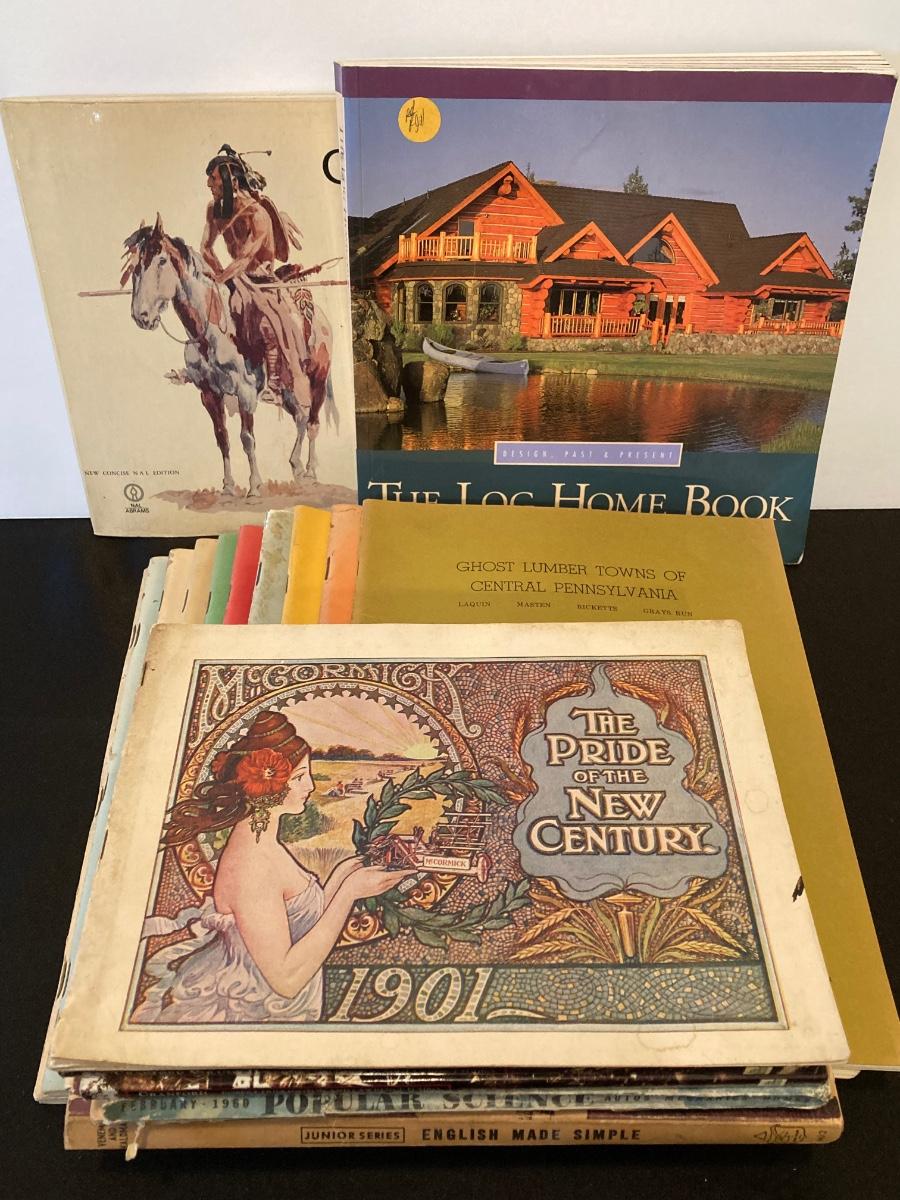 NEW CONCISE NAL EDITION
NAL
ABRAMS
DESIGN, PAST & PRESENT
THE LOG HOME BOOK
GHOST LUMBER TOWNS OF
CENTRAL PENNSYLVANIA
LAQUIN MASTEN RICKETTS GRAYS RUN
McCORMICK
THE
PRIDE
OF THE
NEW
CENTURY.
McCORMICK
1901
FEBRUARY - 1960 POPULAR SCIENCE
JUNIOR SERIES ENGLISH MADE SIMPLE